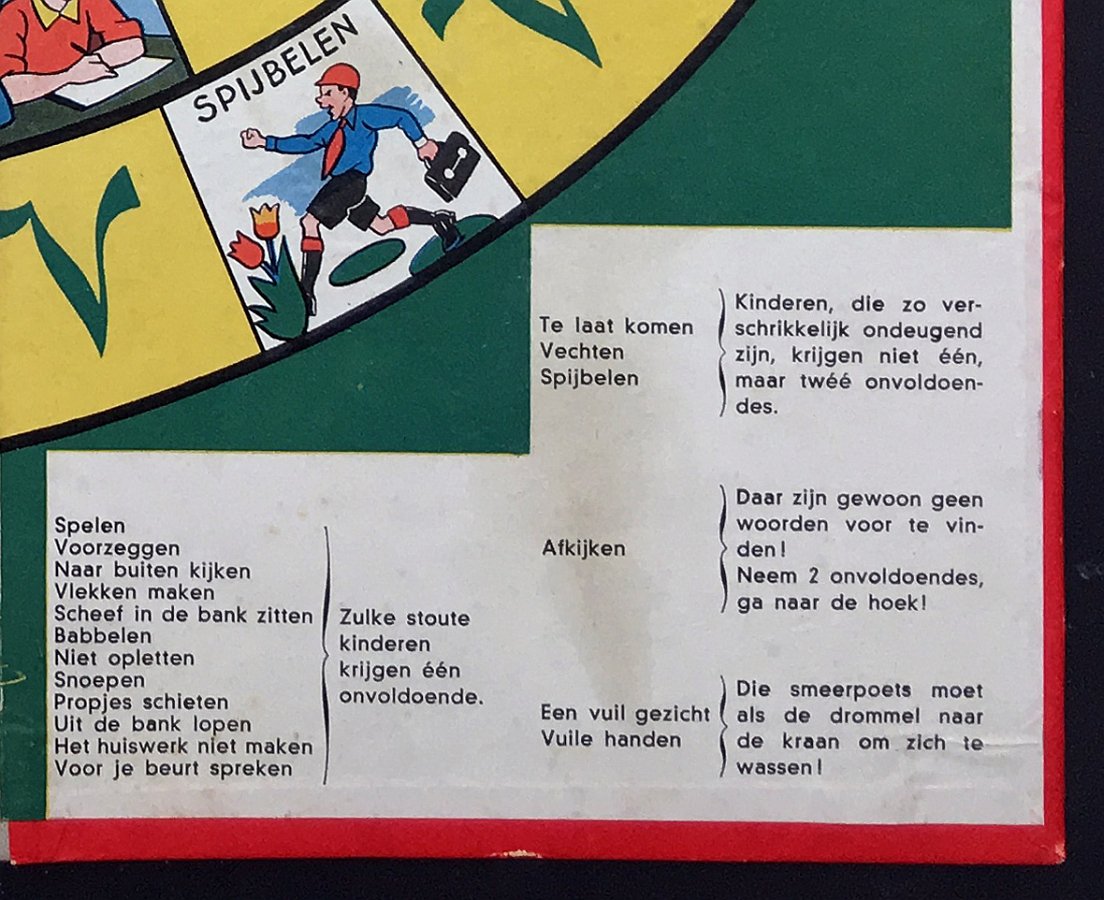 SPIJBELEN
Te laat komen
Vechten
Spijbelen
Kinderen, die zo ver-
schrikkelijk ondeugend
zijn, krijgen niet één,
maar twéé onvoldoen-
des.
Afkijken
Daar zijn gewoon geen
woorden voor te vin-
den!
Neem 2 onvoldoendes,
ga naar de hoek!
Een vuil gezicht
Vuile handen
Die smeerpoets moet
als de drommel naar
de kraan om zich te
wassen!
Spelen
Voorzeggen
Naar buiten kijken
Vlekken maken
Scheef in de bank zitten
Babbelen
Niet opletten
Snoepen
Propjes schieten
Uit de bank lopen
Het huiswerk niet maken
Voor je beurt spreken
Zulke stoute
kinderen
krijgen één
onvoldoende.